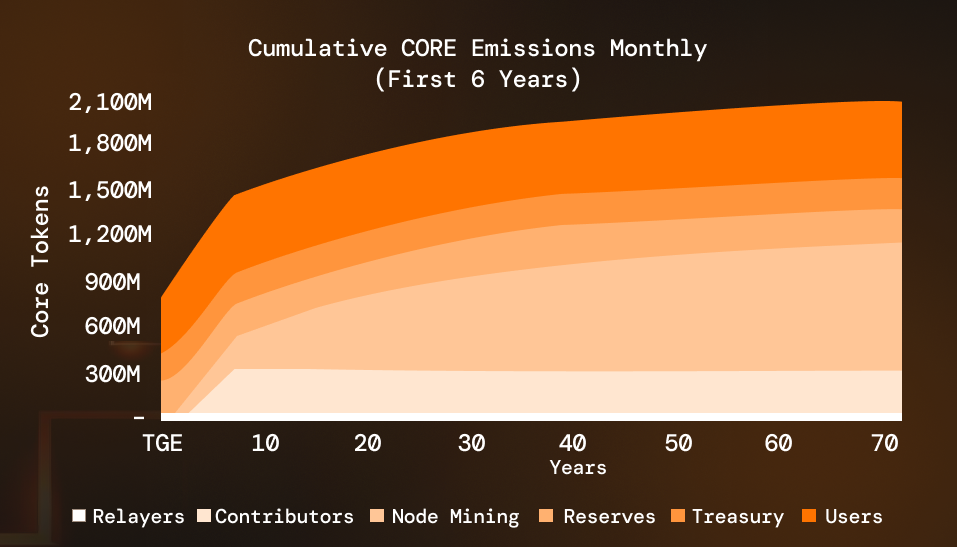 Cumulative CORE Emissions Monthly
(First 6 Years)
2,100M
1,800M
1,500M
1,200M
900M
600M
300M
–
Core Tokens
TGE 10 20 30 40 50 60 70
Years
Relayers Contributors Node Mining Reserves Treasury Users